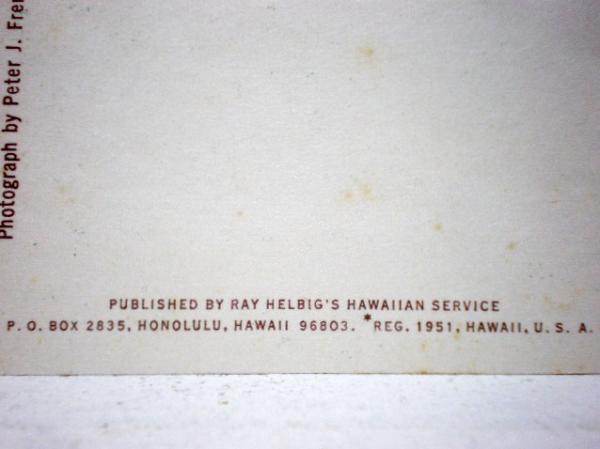 Photograph by Peter J.
PUBLISHED BY RAY HELBIG'S HAWAIIAN SERVICE
P. O. BOX 2835, HONOLULU, HAWAII 96803. *REG. 1951, HAWAII, U. S. A.